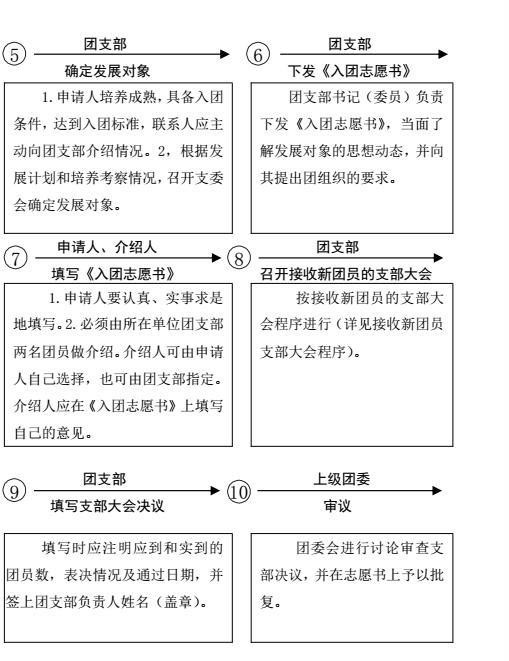 ⑤ 团支部
确定发展对象
1.申请人培养成熟，具备入团
条件，达到入团标准，联系人应主
动向团支部介绍情况。2，根据发
展计划和培养考察情况，召开支委
会确定发展对象。
⑥ 团支部
下发《入团志愿书》
团支部书记（委员）负责
下发《入团志愿书》，当面了
解发展对象的思想动态，并向
其提出团组织的要求。
⑦ 申请人、介绍人
填写《入团志愿书》
1.申请人要认真、实事求是
地填写。2.必须由所在单位团支部
两名团员做介绍。介绍人可由申请
人自己选择，也可由团支部指定。
介绍人应在《入团志愿书》上填写
自己的意见。
⑧ 团支部
召开接收新团员的支部大会
按接收新团员的支部大
会程序进行（详见接收新团员
支部大会程序）。
⑨ 团支部
填写支部大会决议
填写时应注明应到和实到的
团员数，表决情况及通过日期，并
签上团支部负责人姓名（盖章）。
⑩ 上级团委
审议
团委会进行讨论审查支
部决议，并在志愿书上予以批
复。